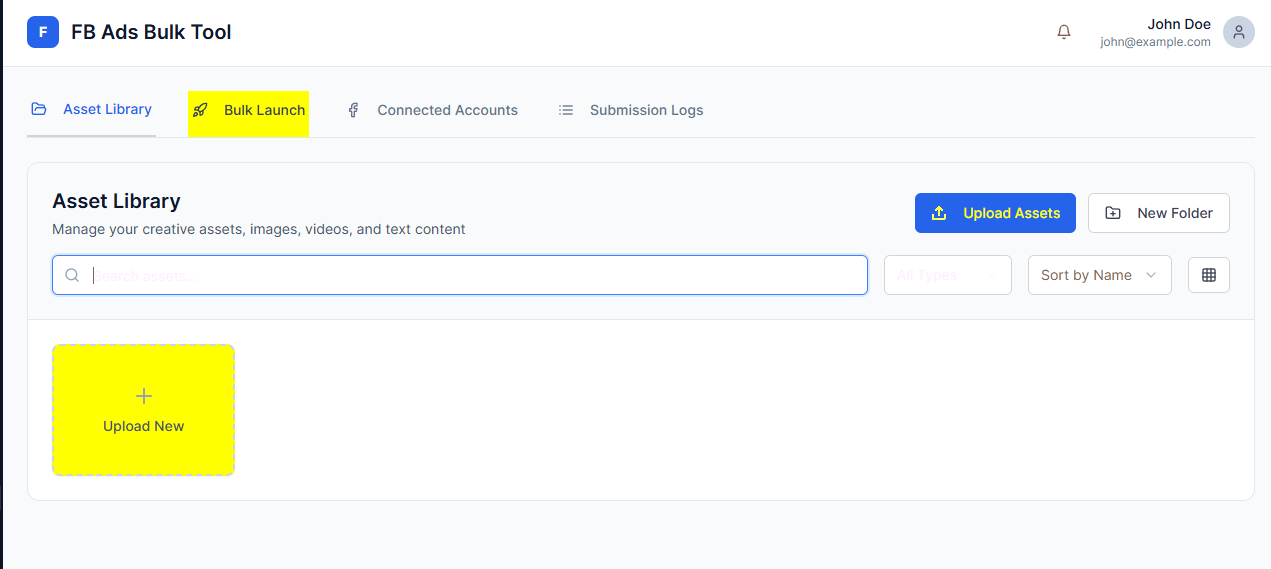 F FB Ads Bulk Tool
John Doe
john@example.com
Asset Library Bulk Launch Connected Accounts Submission Logs
Asset Library
Manage your creative assets, images, videos, and text content
Upload Assets New Folder
Search assets... All Types Sort by Name
Upload New